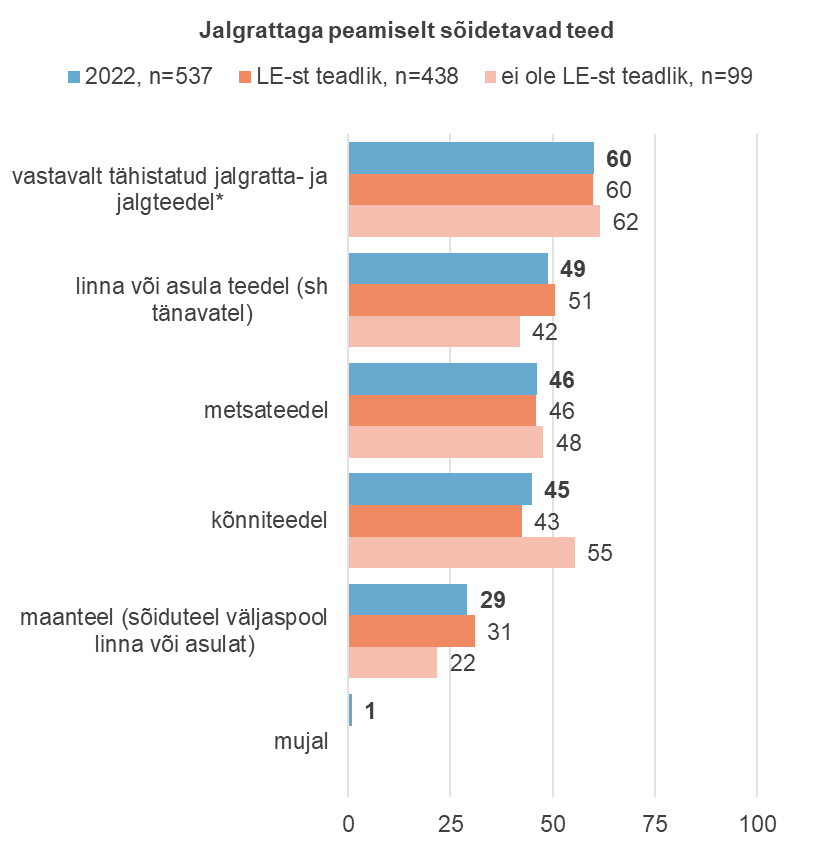 Jalgrattaga peamiselt sõidetavad teed
2022, n=537 LE-st teadlik, n=438 ei ole LE-st teadlik, n=99
vastavalt tähistatud jalgratta- ja
jalgteedel*
60
60
62
linna või asula teedel (sh
tänavatel)
49
51
42
metsateedel
46
46
48
kõnniteedel
45
43
55
maanteel (sõiduteel väljaspool
linna või asulat)
29
31
22
mujal
1
0 25 50 75 100